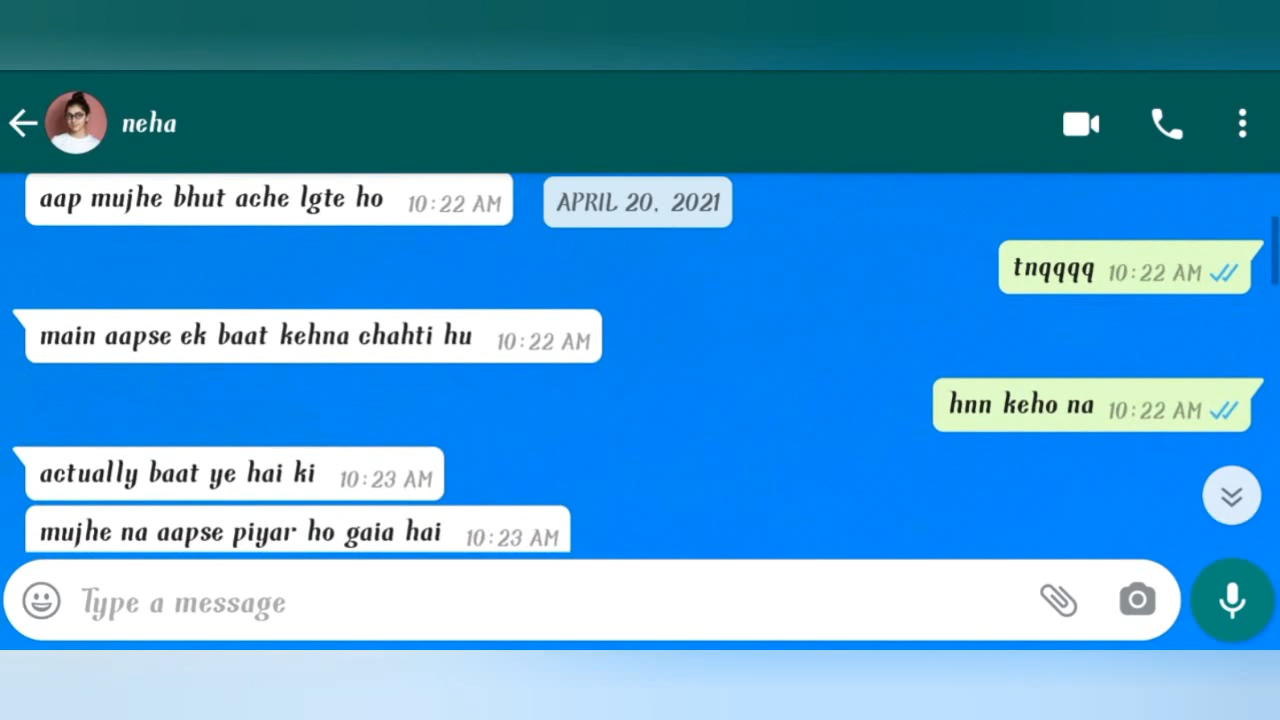 neha
aap mujhe bhut ache lgte ho 10:22 AM
APRIL 20, 2021
tnqqqq 10:22 AM
main aapse ek baat kehna chahti hu 10:22 AM
hnn keho na 10:22 AM
actually baat ye hai ki 10:23 AM
mujhe na aapse piyar ho gaia hai 10:23 AM
Type a message